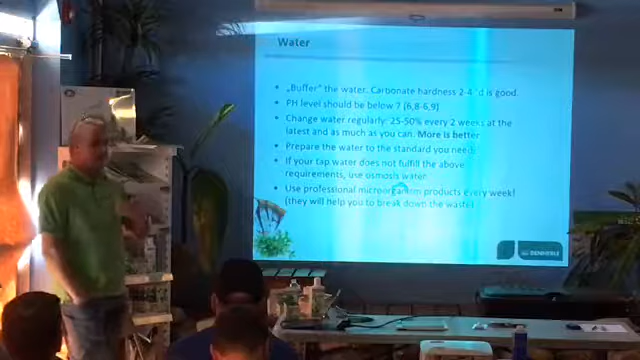 Water
• „Buffer" the water. Carbonate hardness 2-4 °d is good.
• PH level should be below 7 (6,8-6,9)
• Change water regularly: 25-50% every 2 weeks at the
latest and as much as you can. More is better
• Prepare the water to the standard you need.
• If your tap water does not fulfill the above
requirements, use osmosis water.
• Use professional microorganism products every week!
(they will help you to break down the waste)
DENNERLE